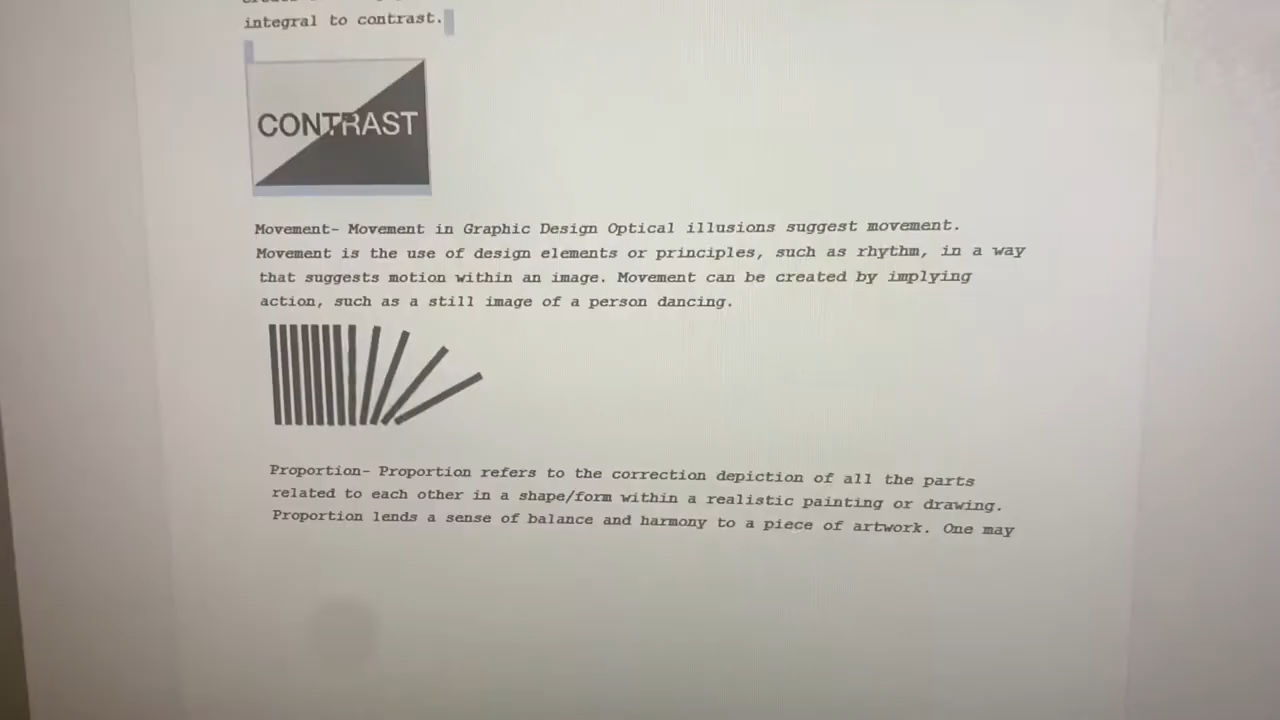 integral to contrast.
CONTRAST
Movement- Movement in Graphic Design Optical illusions suggest movement.
Movement is the use of design elements or principles, such as rhythm, in a way
that suggests motion within an image. Movement can be created by implying
action, such as a still image of a person dancing.
Proportion- Proportion refers to the correction depiction of all the parts
related to each other in a shape/form within a realistic painting or drawing.
Proportion lends a sense of balance and harmony to a piece of artwork. One may